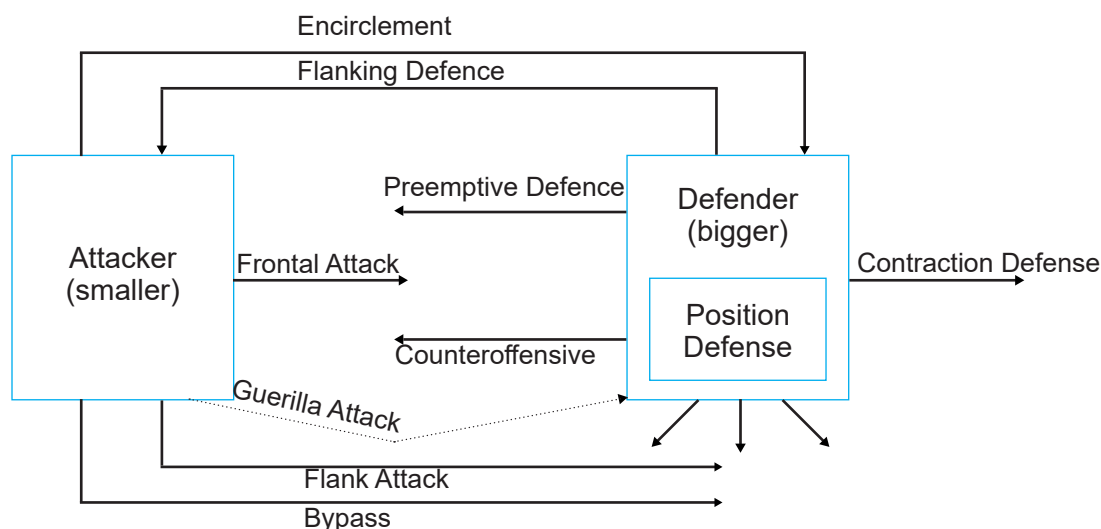 Encirclement
Flanking Defence
Preemptive Defence
Defender
(bigger)
Attacker
(smaller)
Frontal Attack
Contraction Defense
Position
Defense
Counteroffensive
Guerilla Attack
Flank Attack
Bypass